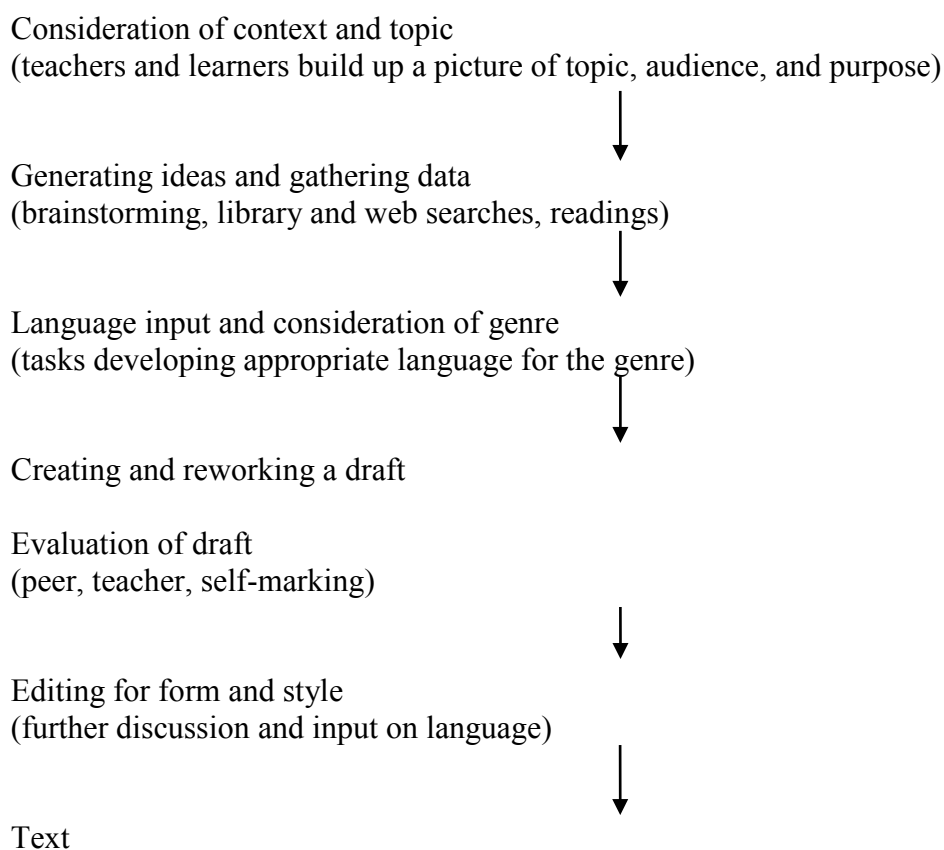 Consideration of context and topic
(teachers and learners build up a picture of topic, audience, and purpose)
Generating ideas and gathering data
(brainstorming, library and web searches, readings)
Language input and consideration of genre
(tasks developing appropriate language for the genre)
Creating and reworking a draft
Evaluation of draft
(peer, teacher, self-marking)
Editing for form and style
(further discussion and input on language)
Text